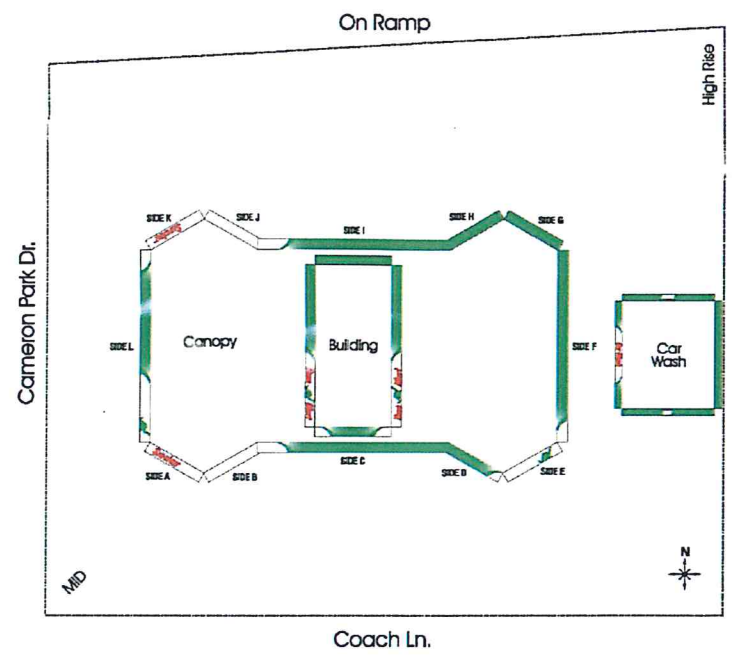 On Ramp
High Rise
SIDE K
SIDE J
SIDE I
SIDE H
SIDE G
Cameron Park Dr.
SIDE L
Canopy
Building
SIDE F
Car
Wash
SIDE A
SIDE B
SIDE C
SIDE D
SIDE E
N
MID
Coach Ln.